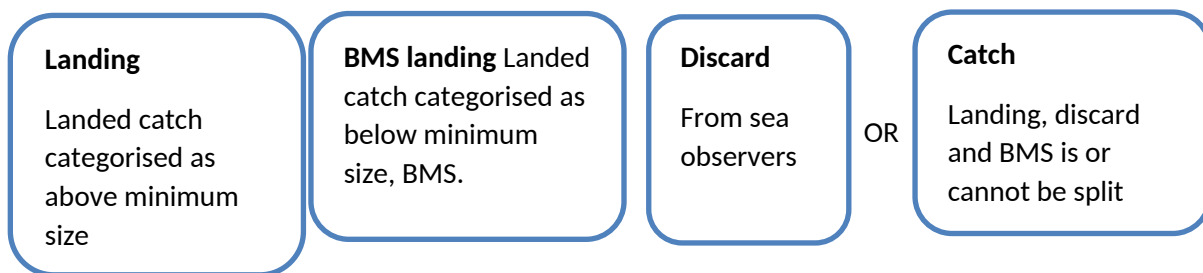 Landing
Landed catch
categorised as
above minimum
size
BMS landing Landed
catch categorised as
below minimum
size, BMS.
Discard
From sea
observers
OR
Catch
Landing, discard
and BMS is or
cannot be split